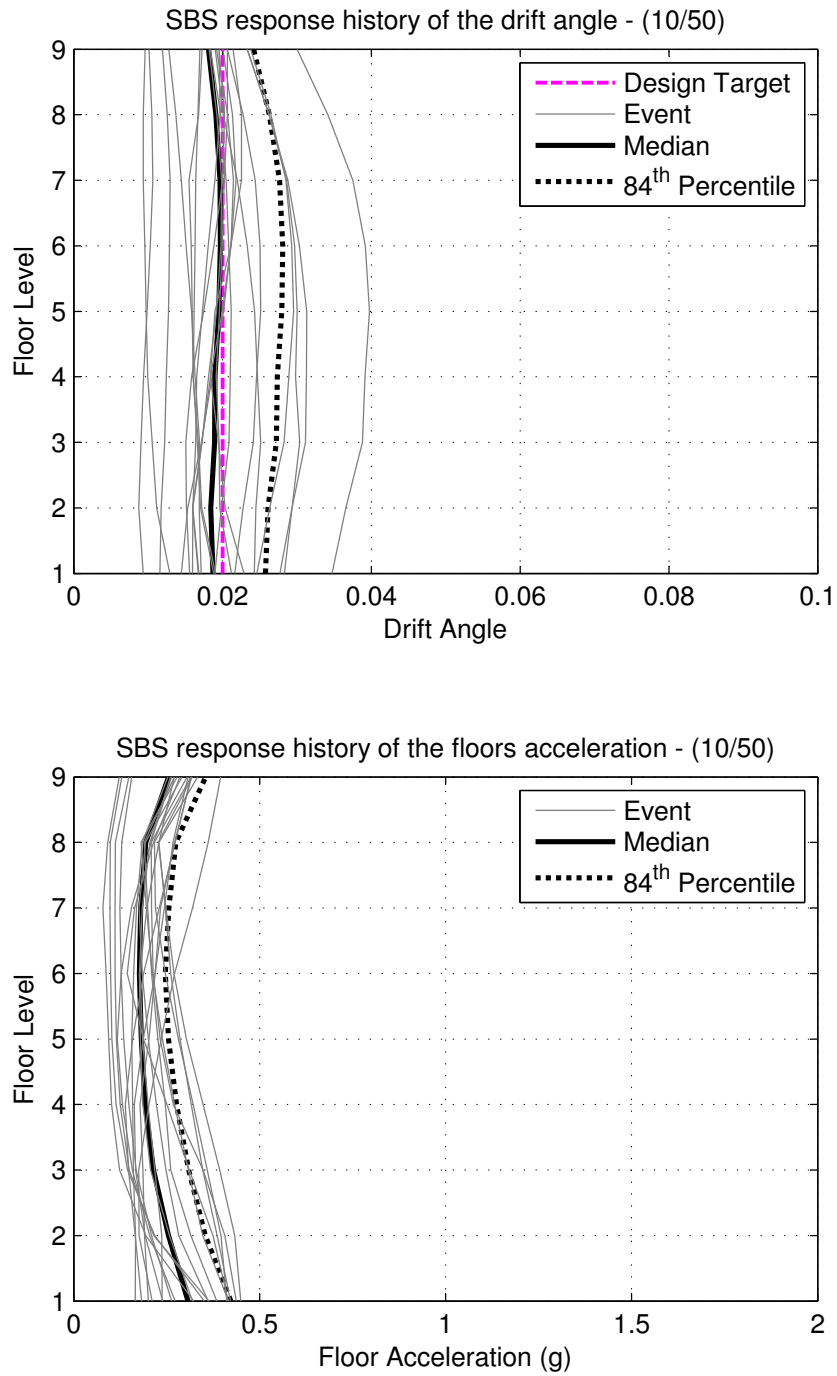 SBS response history of the drift angle - (10/50)
9
8
7
6
5
4
3
2
1
Floor Level
Design Target
Event
Median
84th Percentile
0
0.02
0.04
0.06
0.08
0.1
Drift Angle
SBS response history of the floors acceleration - (10/50)
9
8
7
6
5
4
3
2
1
Floor Level
Event
Median
84th Percentile
0
0.5
1
1.5
2
Floor Acceleration (g)